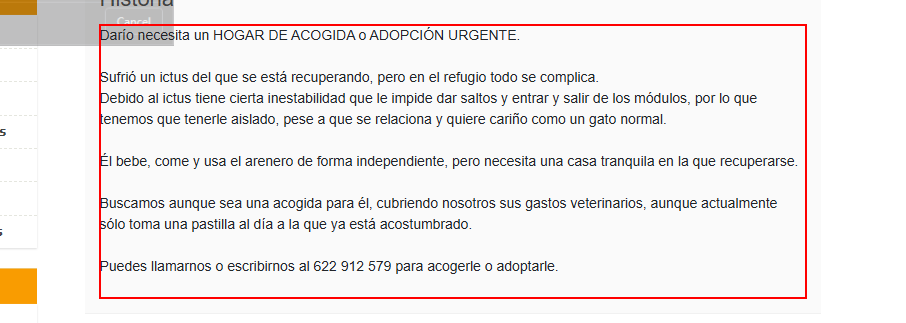 Historia
Cancel
Darío necesita un HOGAR DE ACOGIDA o ADOPCIÓN URGENTE.
Sufrió un ictus del que se está recuperando, pero en el refugio todo se complica.
Debido al ictus tiene cierta inestabilidad que le impide dar saltos y entrar y salir de los módulos, por lo que
tenemos que tenerle aislado, pese a que se relaciona y quiere cariño como un gato normal.
Él bebe, come y usa el arenero de forma independiente, pero necesita una casa tranquila en la que recuperarse.
Buscamos aunque sea una acogida para él, cubriendo nosotros sus gastos veterinarios, aunque actualmente
sólo toma una pastilla al día a la que ya está acostumbrado.
Puedes llamarnos o escribirnos al 622 912 579 para acogerle o adoptarle.